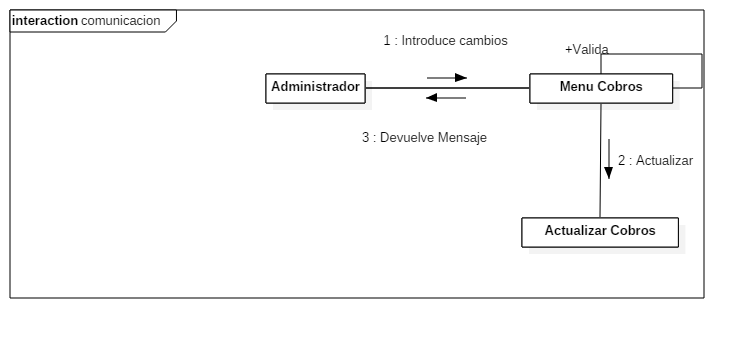 interaction comunicacion
1 : Introduce cambios
+Valida
Administrador
Menu Cobros
3 : Devuelve Mensaje
2 : Actualizar
Actualizar Cobros